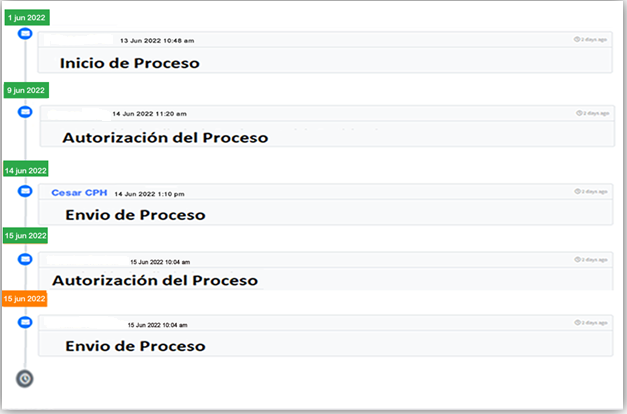 1 jun 2022
13 Jun 2022 10:48 am
2 days ago
Inicio de Proceso
9 jun 2022
14 Jun 2022 11:20 am
2 days ago
Autorización del Proceso
14 jun 2022
Cesar CPH 14 Jun 2022 1:10 pm
2 days ago
Envio de Proceso
15 jun 2022
15 Jun 2022 10:04 am
2 days ago
Autorización del Proceso
15 jun 2022
15 Jun 2022 10:04 am
2 days ago
Envio de Proceso